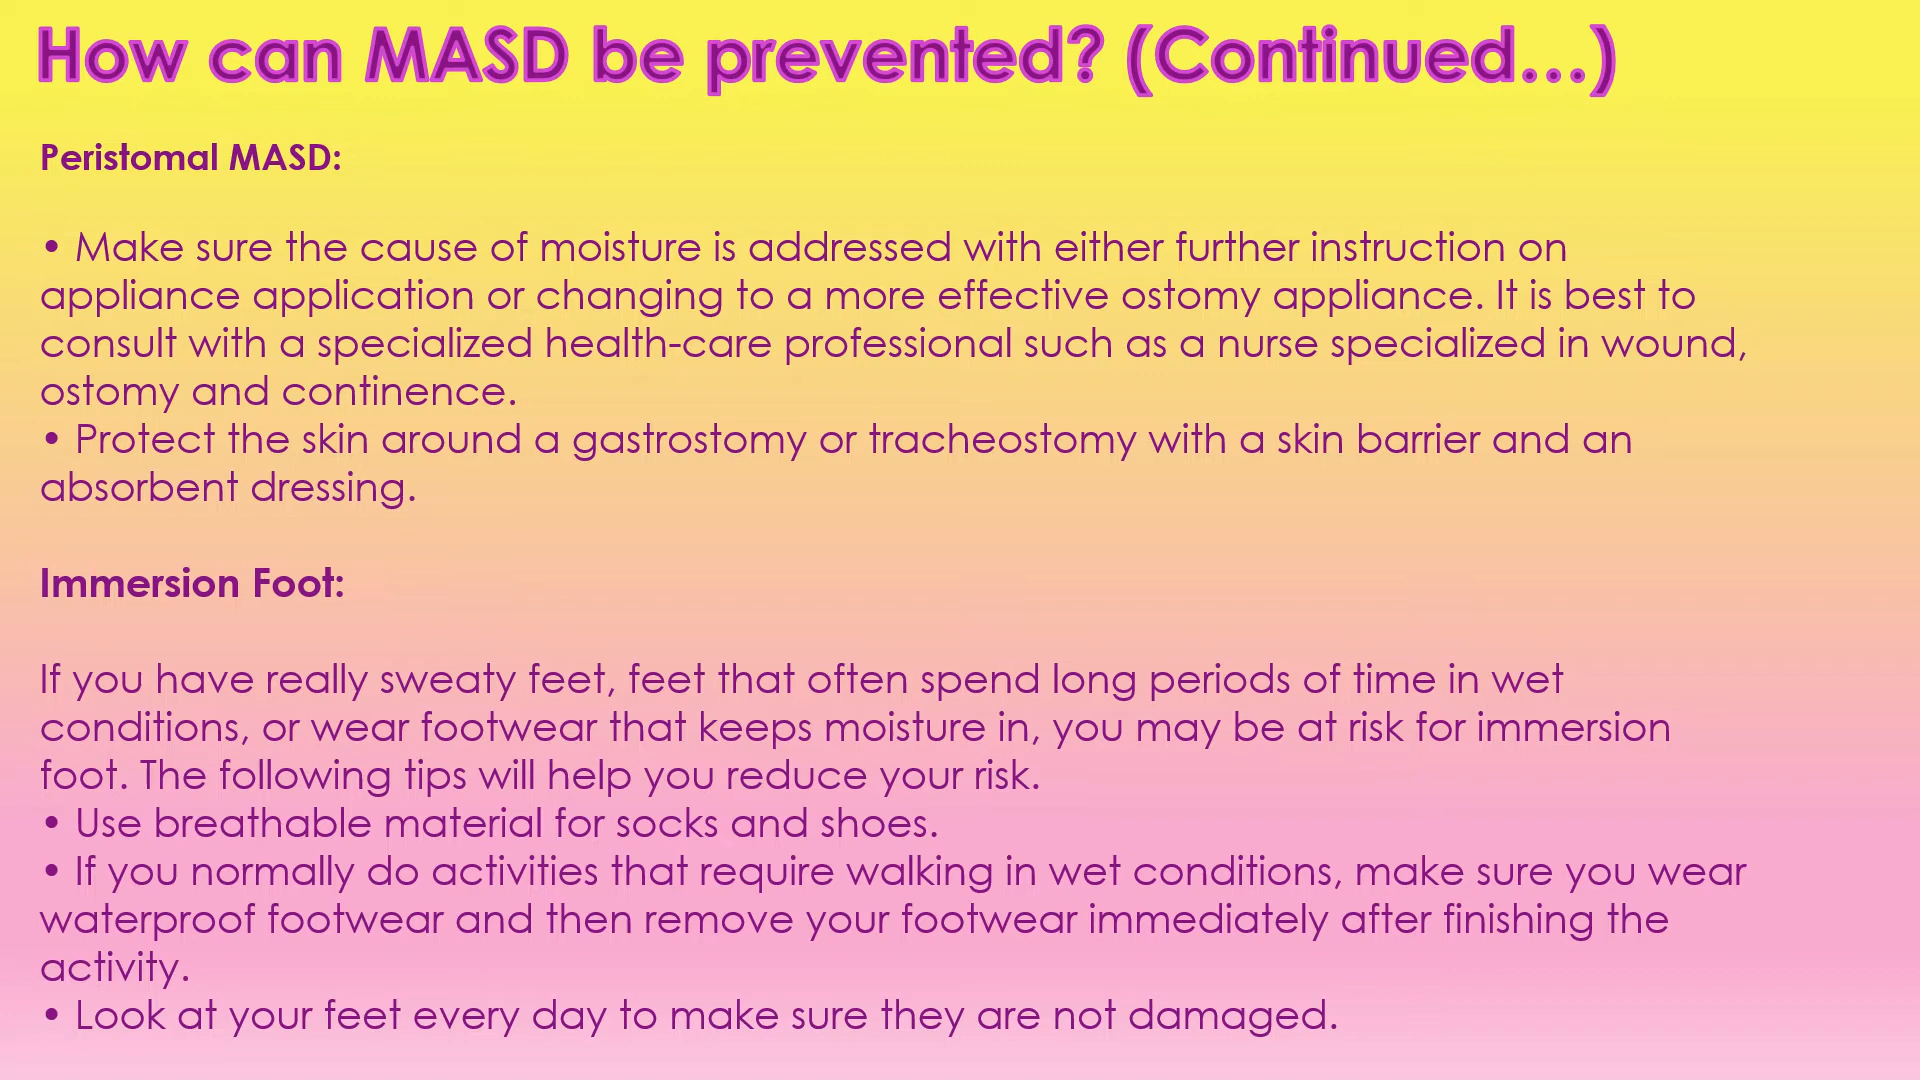 How can MASD be prevented? (Continued...)
Peristomal MASD:
• Make sure the cause of moisture is addressed with either further instruction on
appliance application or changing to a more effective ostomy appliance. It is best to
consult with a specialized health-care professional such as a nurse specialized in wound,
ostomy and continence.
• Protect the skin around a gastrostomy or tracheostomy with a skin barrier and an
absorbent dressing.
Immersion Foot:
If you have really sweaty feet, feet that often spend long periods of time in wet
conditions, or wear footwear that keeps moisture in, you may be at risk for immersion
foot. The following tips will help you reduce your risk.
• Use breathable material for socks and shoes.
• If you normally do activities that require walking in wet conditions, make sure you wear
waterproof footwear and then remove your footwear immediately after finishing the
activity.
• Look at your feet every day to make sure they are not damaged.